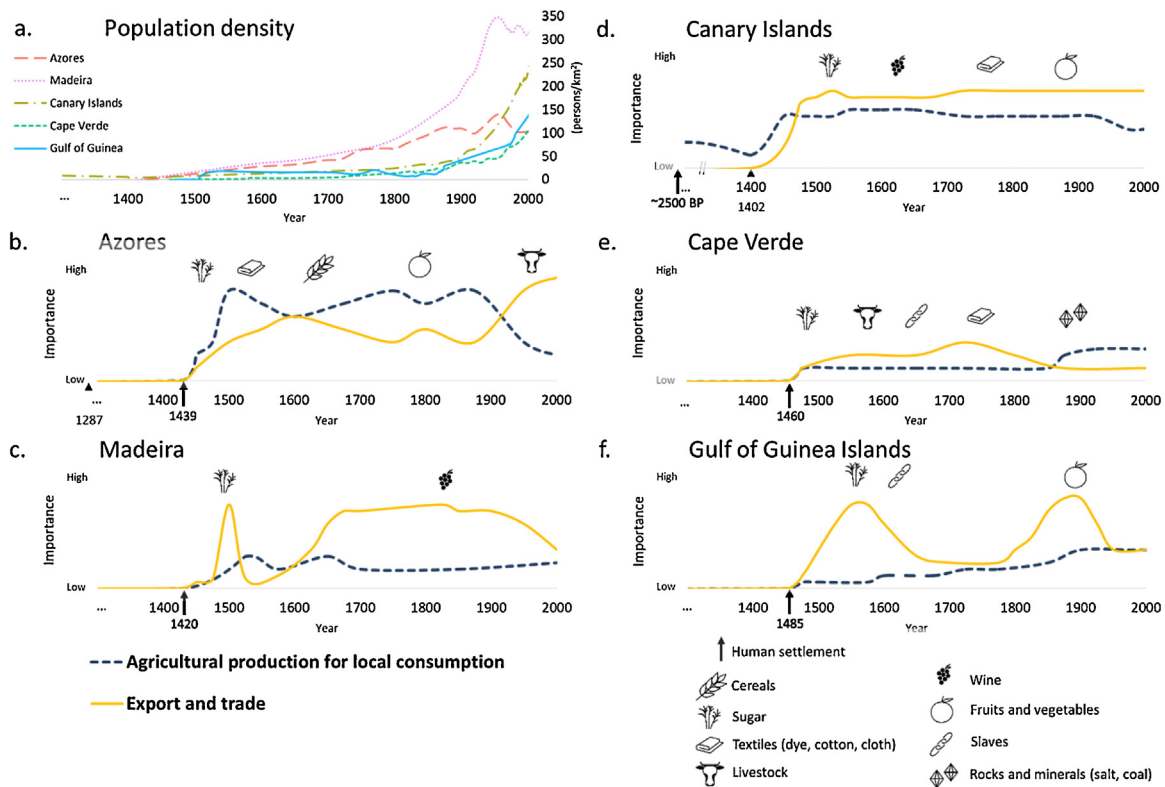 a. Population density
Azores
Madeira
Canary Islands
Cape Verde
Gulf of Guinea
350
300
250
200
150
100
50
0
(persons/km²)
... 1400 1500 1600 1700 1800 1900 2000
Year
b. Azores
High
Importance
Low
... 1400 1500 1600 1700 1800 1900 2000
1287 1439
Year
c. Madeira
High
Importance
Low
1400 1500 1600 1700 1800 1900 2000
1420
Year
Agricultural production for local consumption
Export and trade
d. Canary Islands
High
Importance
Low
//
... 1400 1500 1600 1700 1800 1900 2000
~2500 BP 1402
Year
e. Cape Verde
High
Importance
Low
... 1400 1500 1600 1700 1800 1900 2000
1460
Year
f. Gulf of Guinea Islands
High
Importance
Low
... 1400 1500 1600 1700 1800 1900 2000
1485
Year
Human settlement
Cereals
Sugar
Textiles (dye, cotton, cloth)
Livestock
Wine
Fruits and vegetables
Slaves
Rocks and minerals (salt, coal)